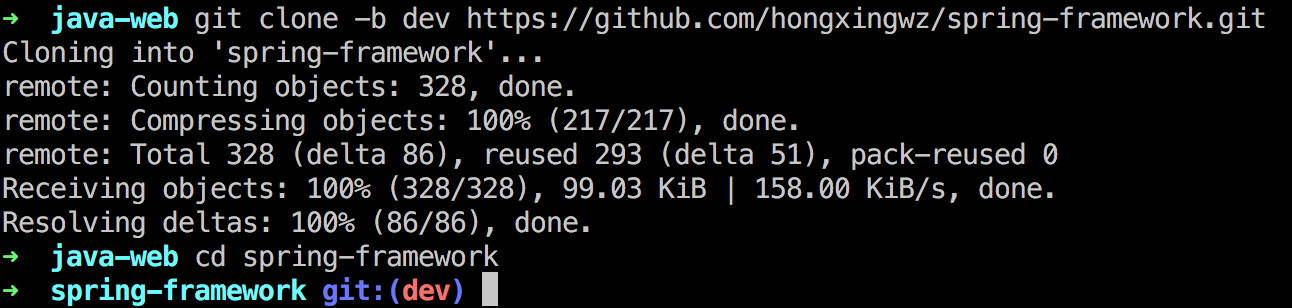 ➜  java-web git clone -b dev https://github.com/hongxingwz/spring-framework.git
Cloning into 'spring-framework'...
remote: Counting objects: 328, done.
remote: Compressing objects: 100% (217/217), done.
remote: Total 328 (delta 86), reused 293 (delta 51), pack-reused 0
Receiving objects: 100% (328/328), 99.03 KiB | 158.00 KiB/s, done.
Resolving deltas: 100% (86/86), done.
➜  java-web cd spring-framework
➜  spring-framework git:(dev)